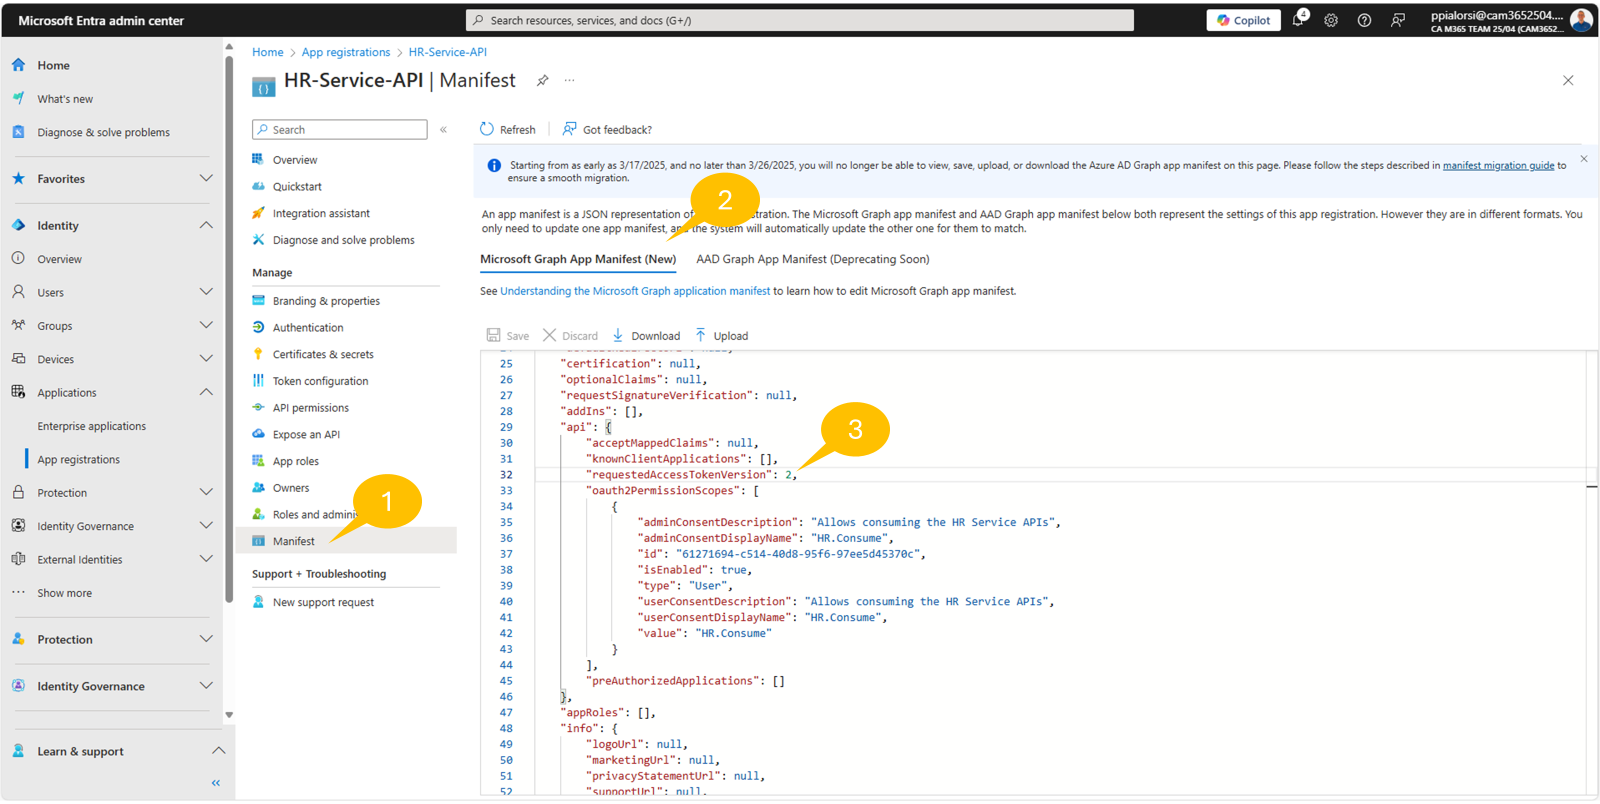 Microsoft Entra admin center
Search resources, services, and docs (G+/)
Copilot
4
ppialorsi@cam3652504....
CA M365 TEAM 25/04 (CAM3652...
Home
What's new
Diagnose & solve problems
Favorites
Identity
Overview
Users
Groups
Devices
Applications
Enterprise applications
App registrations
Protection
Identity Governance
External Identities
Show more
Protection
Identity Governance
Learn & support
Home > App registrations > HR-Service-API
HR-Service-API | Manifest
Search
Overview
Quickstart
Integration assistant
Diagnose and solve problems
Manage
Branding & properties
Authentication
Certificates & secrets
Token configuration
API permissions
Expose an API
App roles
Owners
Roles and adminis
1
Manifest
Support + Troubleshooting
New support request
Refresh
Got feedback?
Starting from as early as 3/17/2025, and no later than 3/26/2025, you will no longer be able to view, save, upload, or download the Azure AD Graph app manifest on this page. Please follow the steps described in manifest migration guide to
ensure a smooth migration.
2
An app manifest is a JSON representation of istration. The Microsoft Graph app manifest and AAD Graph app manifest below both represent the settings of this app registration. However they are in different formats. You
only need to update one app manifest, and the system will automatically update the other one for them to match.
Microsoft Graph App Manifest (New)
AAD Graph App Manifest (Deprecating Soon)
See Understanding the Microsoft Graph application manifest to learn how to edit Microsoft Graph app manifest.
Save
Discard
Download
Upload
25 "certification": null,
26 "optionalClaims": null,
27 "requestSignatureVerification": null,
28 "addIns": [],
29 "api": {
30 "acceptMappedClaims": null,
31 "knownClientApplications": [],
32 "requestedAccessTokenVersion": 2,
3
33 "oauth2PermissionScopes": [
34 {
35 "adminConsentDescription": "Allows consuming the HR Service APIs",
36 "adminConsentDisplayName": "HR.Consume",
37 "id": "61271694-c514-40d8-95f6-97ee5d45370c",
38 "isEnabled": true,
39 "type": "User",
40 "userConsentDescription": "Allows consuming the HR Service APIs",
41 "userConsentDisplayName": "HR.Consume",
42 "value": "HR.Consume"
43 }
44 ],
45 "preAuthorizedApplications": []
46 },
47 "appRoles": [],
48 "info": {
49 "logoUrl": null,
50 "marketingUrl": null,
51 "privacyStatementUrl": null,
52 "supportUrl": null,